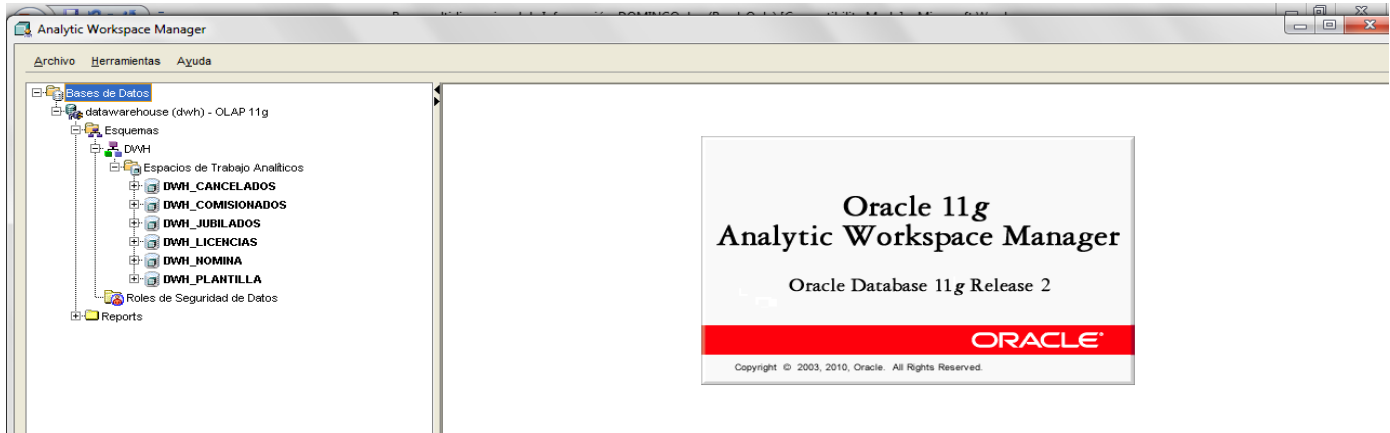 Analytic Workspace Manager
Archivo Herramientas Ayuda
Bases de Datos
datawarehouse (dwh) - OLAP 11g
Esquemas
DWH
Espacios de Trabajo Analíticos
DWH_CANCELADOS
DWH_COMISIONADOS
DWH_JUBILADOS
DWH_LICENCIAS
DWH_NOMINA
DWH_PLANTILLA
Roles de Seguridad de Datos
Reports
Oracle 11g
Analytic Workspace Manager
Oracle Database 11g Release 2
ORACLE
Copyright © 2003, 2010, Oracle. All Rights Reserved.